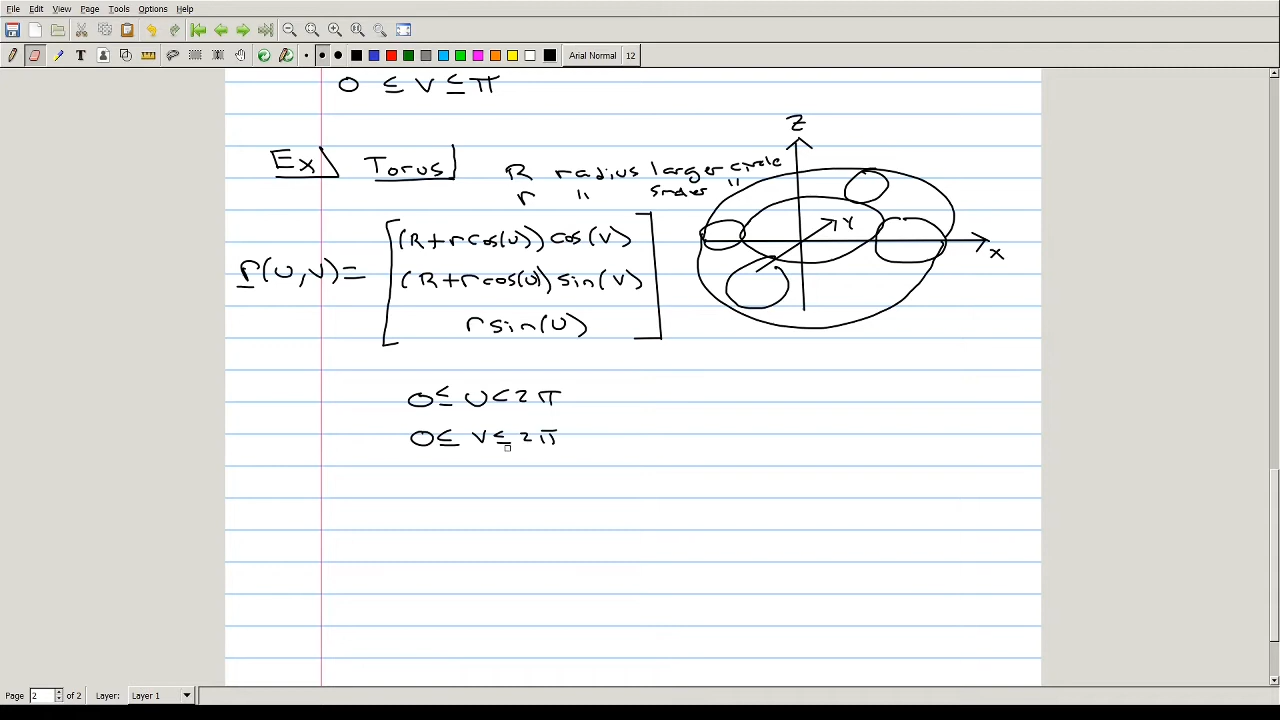 File Edit View Page Tools Options Help
Arial Normal 12
0 ≤ v ≤ π
Ex Torus
R radius larger circle
r " smaller "
r(u,v) =
(R+rcos(u))cos(v)
(R+rcos(u))sin(v)
rsin(u)
Z
Y
X
0 ≤ u < 2π
0 ≤ v ≤ 2π
Page 2 of 2 Layer: Layer 1